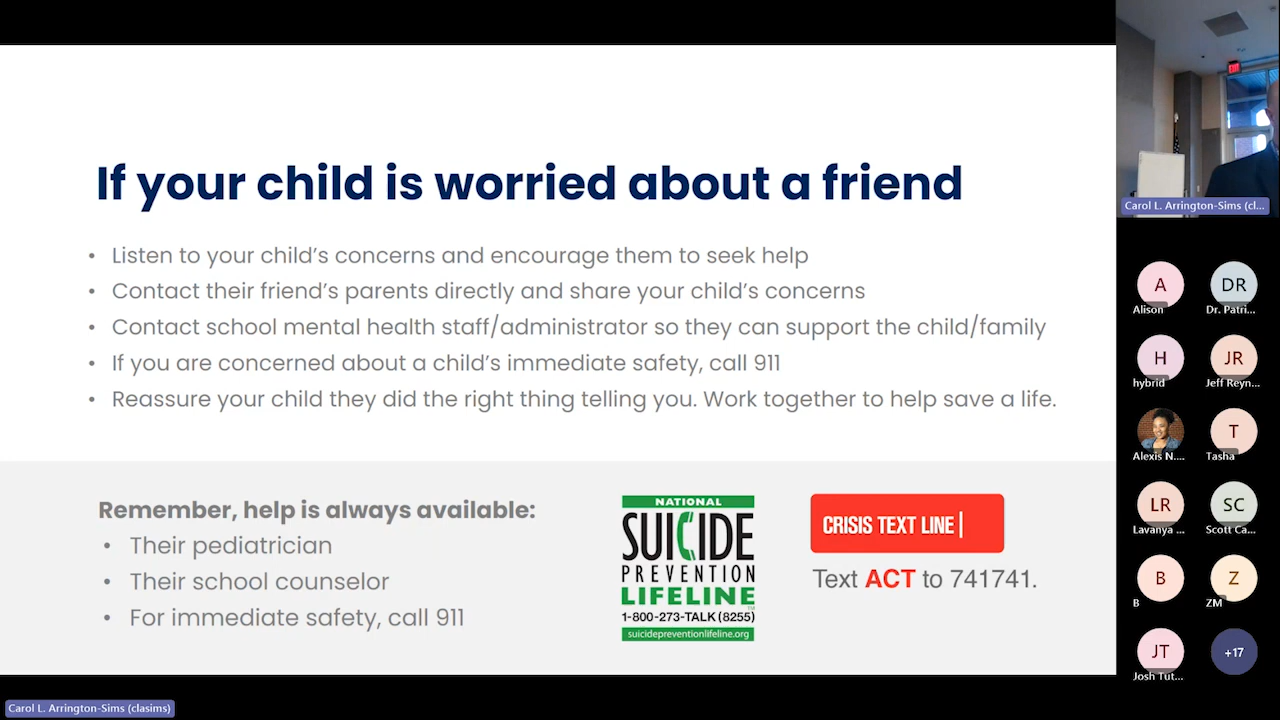 If your child is worried about a friend
• Listen to your child's concerns and encourage them to seek help
• Contact their friend's parents directly and share your child's concerns
• Contact school mental health staff/administrator so they can support the child/family
• If you are concerned about a child's immediate safety, call 911
• Reassure your child they did the right thing telling you. Work together to help save a life.
Remember, help is always available:
• Their pediatrician
• Their school counselor
• For immediate safety, call 911
NATIONAL
SUICIDE
PREVENTION
LIFELINE™
1-800-273-TALK (8255)
suicidepreventionlifeline.org
CRISIS TEXT LINE |
Text ACT to 741741.
EXIT
Carol L. Arrington-Sims (cl...
A
Alison
DR
Dr. Patri...
H
hybrid
JR
Jeff Reyn...
Alexis N....
T
Tasha
LR
Lavanya ...
SC
Scott Ca...
B
B
Z
ZM
JT
Josh Tut...
+17
Carol L. Arrington-Sims (clasims)